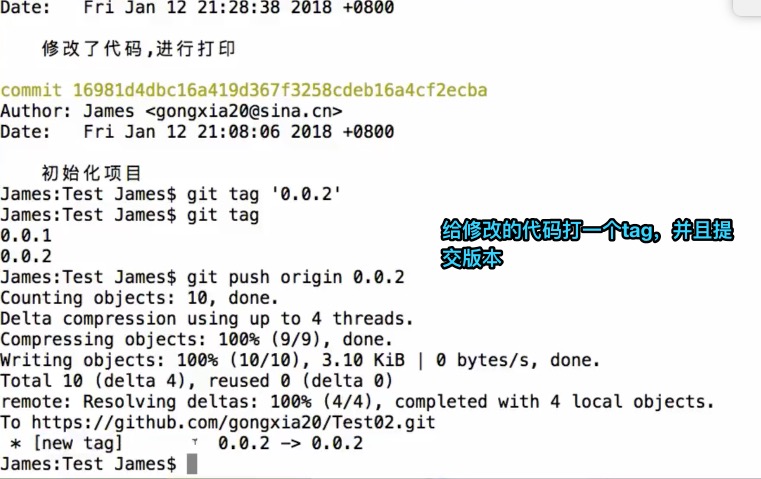 Date:   Fri Jan 12 21:28:38 2018 +0800
修改了代码,进行打印
commit 16981d4dbc16a419d367f3258cdeb16a4cf2ecba
Author: James <gongxia20@sina.cn>
Date:   Fri Jan 12 21:08:06 2018 +0800
初始化项目
James:Test James$ git tag '0.0.2'
James:Test James$ git tag
0.0.1
0.0.2
给修改的代码打一个tag，并且提
交版本
James:Test James$ git push origin 0.0.2
Counting objects: 10, done.
Delta compression using up to 4 threads.
Compressing objects: 100% (9/9), done.
Writing objects: 100% (10/10), 3.10 KiB | 0 bytes/s, done.
Total 10 (delta 4), reused 0 (delta 0)
remote: Resolving deltas: 100% (4/4), completed with 4 local objects.
To https://github.com/gongxia20/Test02.git
 * [new tag]         0.0.2 -> 0.0.2
James:Test James$